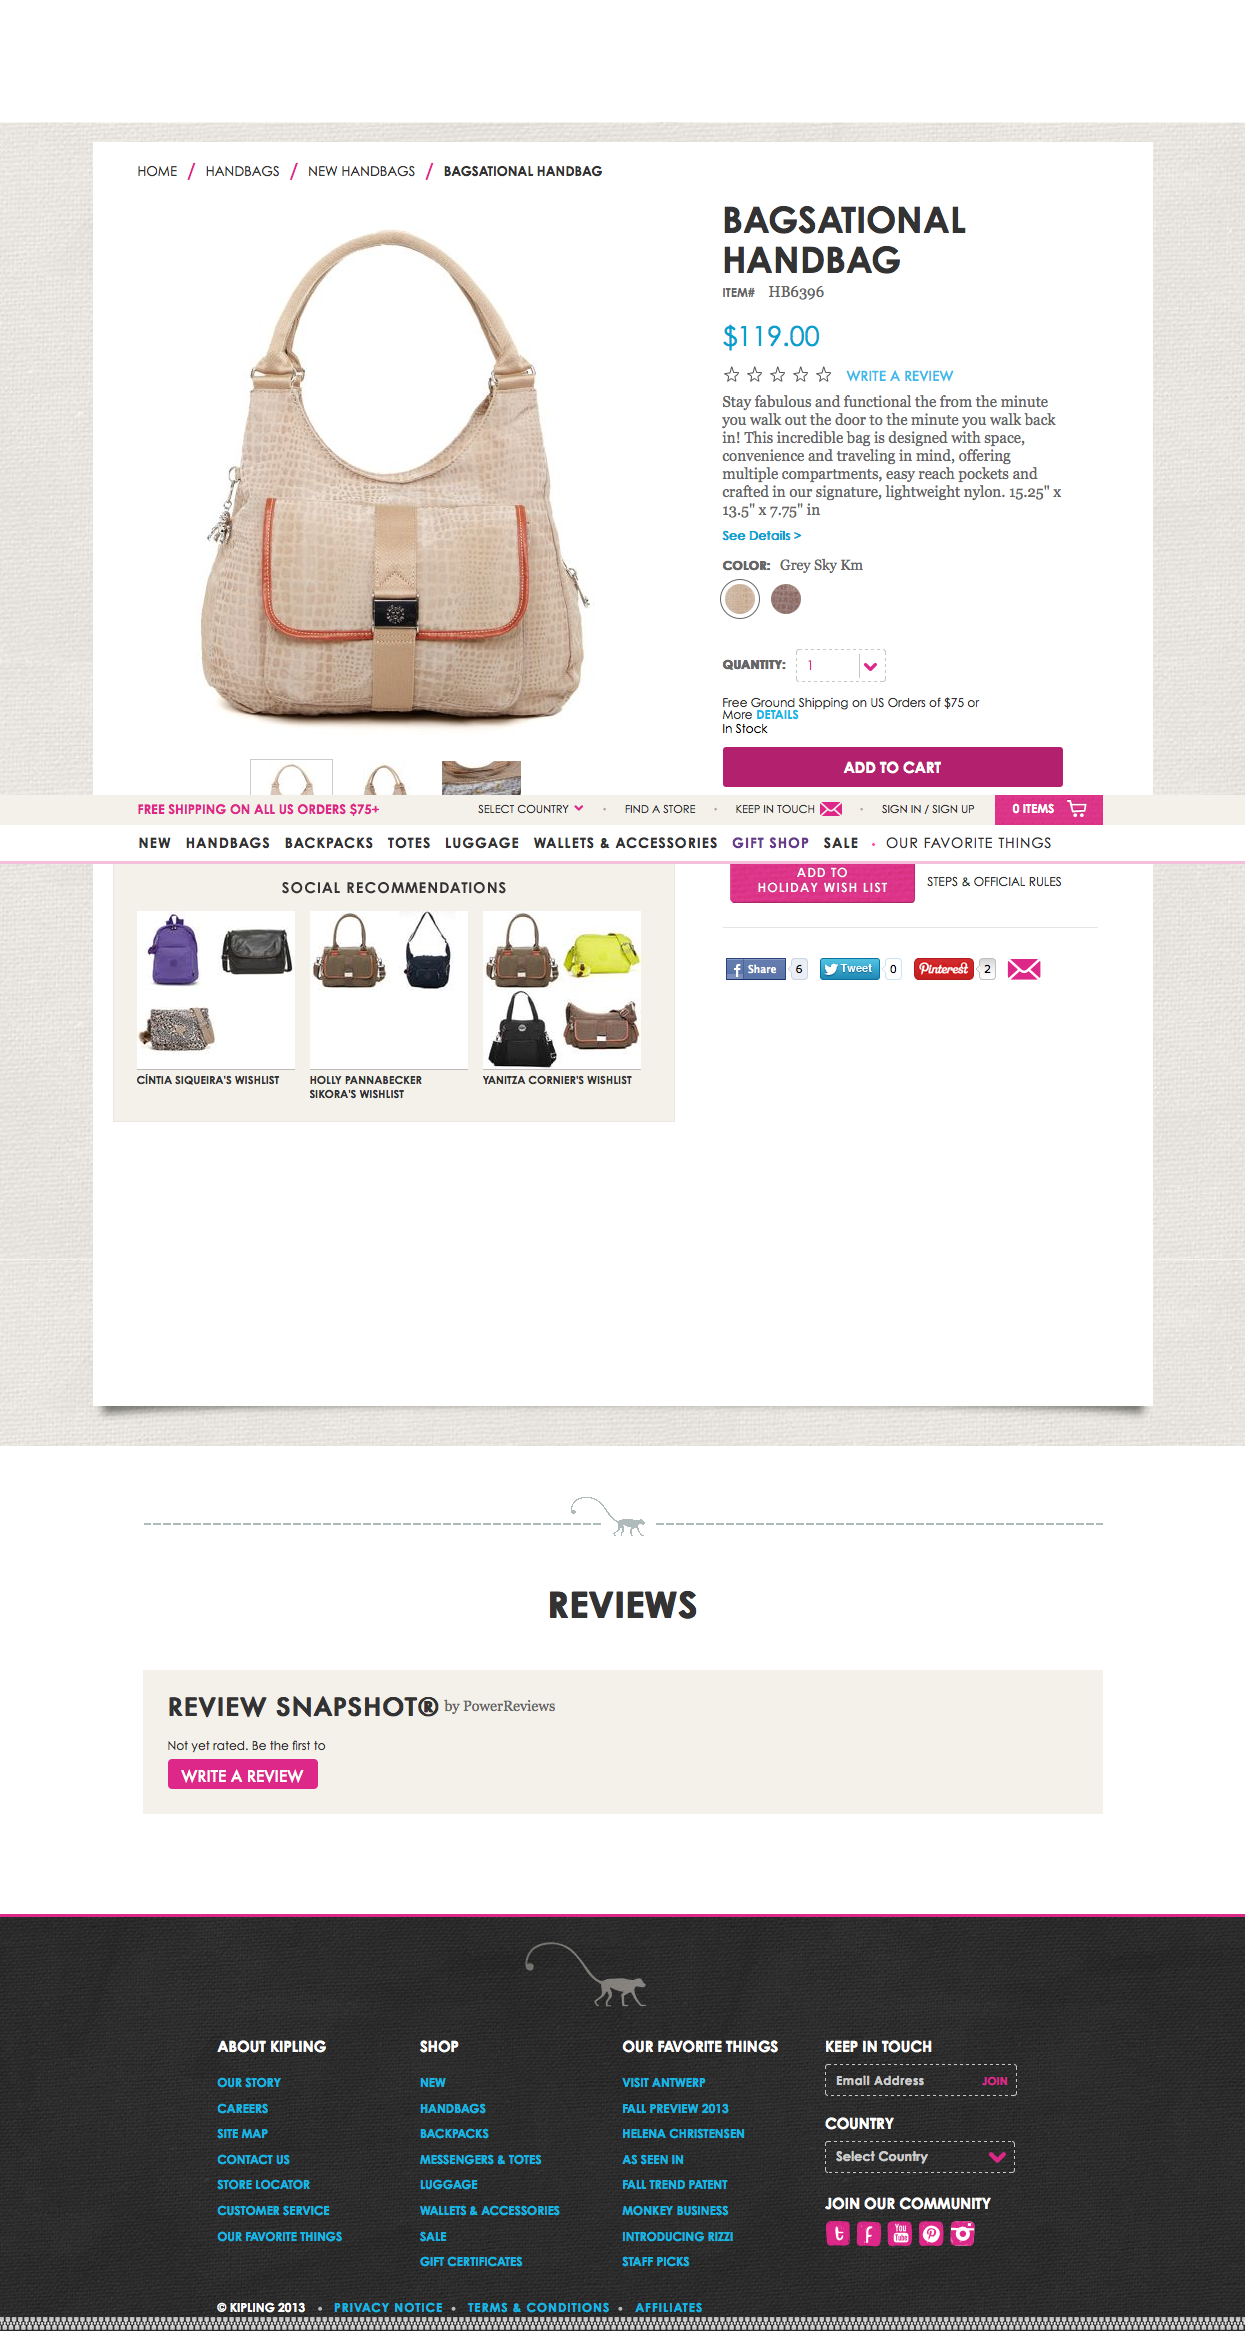 HOME / HANDBAGS / NEW HANDBAGS / BAGSATIONAL HANDBAG
BAGSATIONAL
HANDBAG
ITEM# HB6396
$119.00
WRITE A REVIEW
Stay fabulous and functional the from the minute
you walk out the door to the minute you walk back
in! This incredible bag is designed with space,
convenience and traveling in mind, offering
multiple compartments, easy reach pockets and
crafted in our signature, lightweight nylon. 15.25" x
13.5" x 7.75" in
See Details >
COLOR: Grey Sky Km
QUANTITY: 1
Free Ground Shipping on US Orders of $75 or
More DETAILS
In Stock
ADD TO CART
FREE SHIPPING ON ALL US ORDERS $75+
SELECT COUNTRY • FIND A STORE • KEEP IN TOUCH • SIGN IN / SIGN UP
0 ITEMS
NEW HANDBAGS BACKPACKS TOTES LUGGAGE WALLETS & ACCESSORIES GIFT SHOP SALE • OUR FAVORITE THINGS
ADD TO
HOLIDAY WISH LIST
STEPS & OFFICIAL RULES
SOCIAL RECOMMENDATIONS
CÍNTIA SIQUEIRA'S WISHLIST
HOLLY PANNABECKER
SIKORA'S WISHLIST
YANITZA CORNIER'S WISHLIST
f Share 6
Tweet 0
Pinterest 2
REVIEWS
REVIEW SNAPSHOT® by PowerReviews
Not yet rated. Be the first to
WRITE A REVIEW
ABOUT KIPLING
OUR STORY
CAREERS
SITE MAP
CONTACT US
STORE LOCATOR
CUSTOMER SERVICE
OUR FAVORITE THINGS
SHOP
NEW
HANDBAGS
BACKPACKS
MESSENGERS & TOTES
LUGGAGE
WALLETS & ACCESSORIES
SALE
GIFT CERTIFICATES
OUR FAVORITE THINGS
VISIT ANTWERP
FALL PREVIEW 2013
HELENA CHRISTENSEN
AS SEEN IN
FALL TREND PATENT
MONKEY BUSINESS
INTRODUCING RIZZI
STAFF PICKS
KEEP IN TOUCH
Email Address JOIN
COUNTRY
Select Country
JOIN OUR COMMUNITY
t f You Tube
© KIPLING 2013 • PRIVACY NOTICE • TERMS & CONDITIONS • AFFILIATES